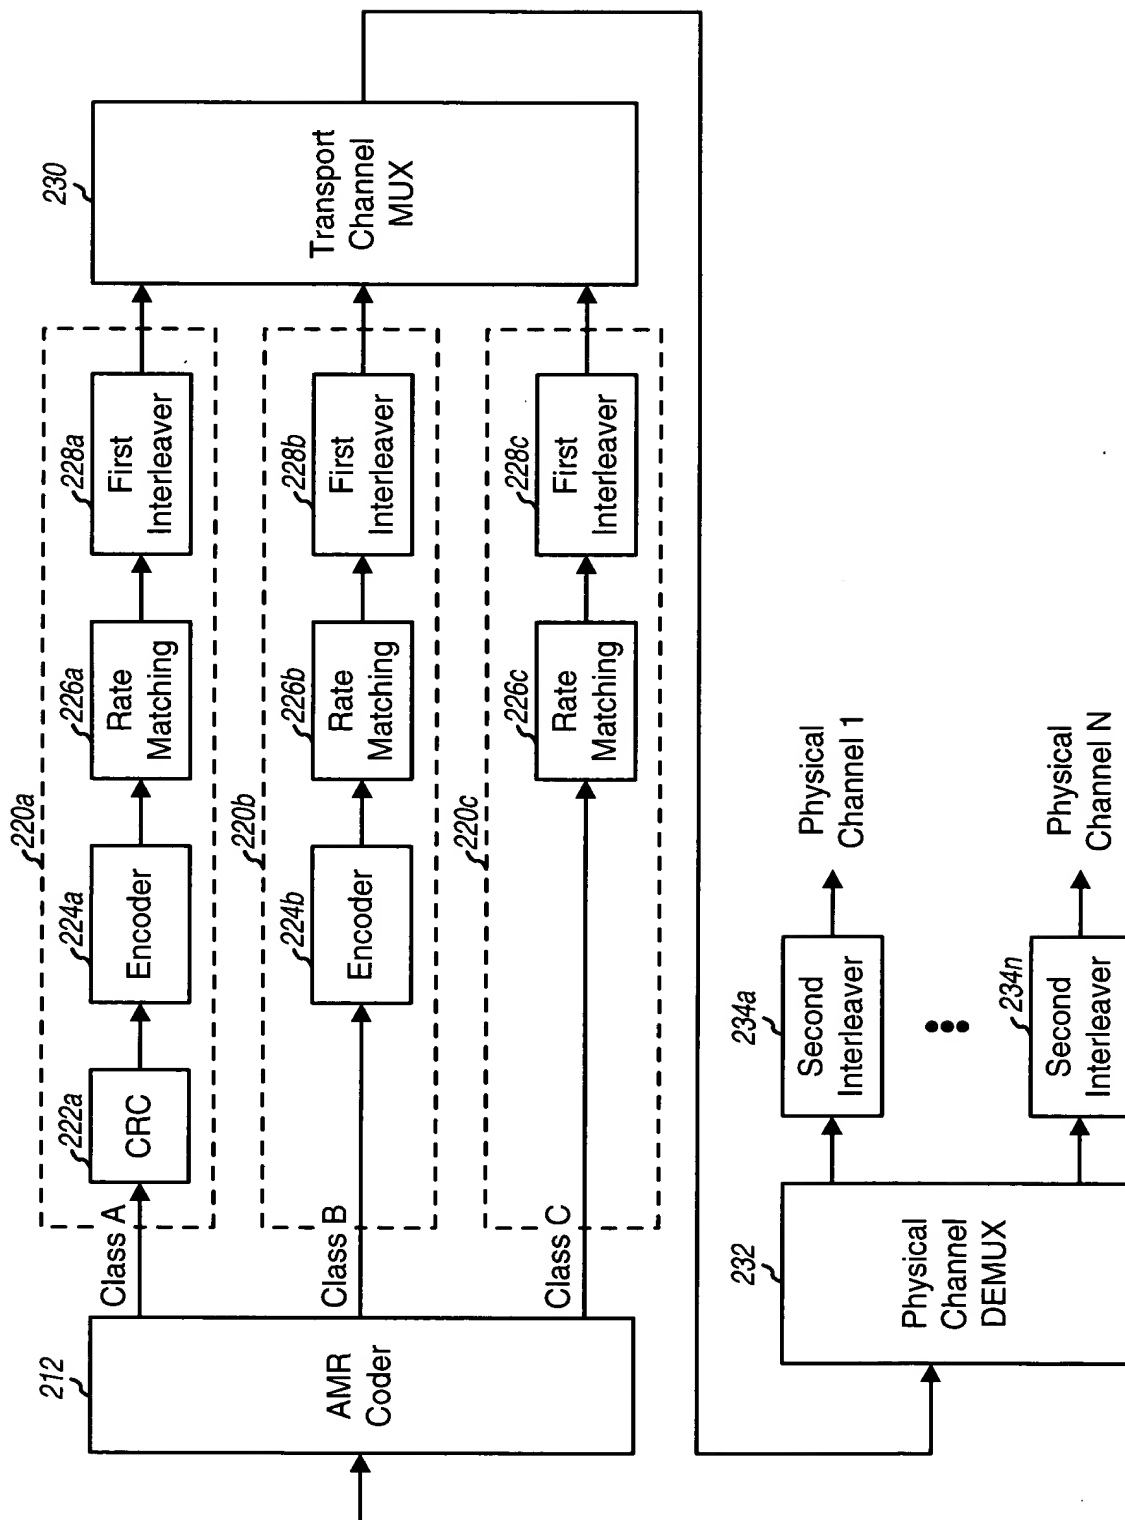 212
AMR
Coder
Class A
Class B
Class C
220a
222a
CRC
224a
Encoder
226a
Rate
Matching
228a
First
Interleaver
220b
224b
Encoder
226b
Rate
Matching
228b
First
Interleaver
220c
226c
Rate
Matching
228c
First
Interleaver
230
Transport
Channel
MUX
232
Physical
Channel
DEMUX
234a
Second
Interleaver
Physical
Channel 1
234n
Second
Interleaver
Physical
Channel N